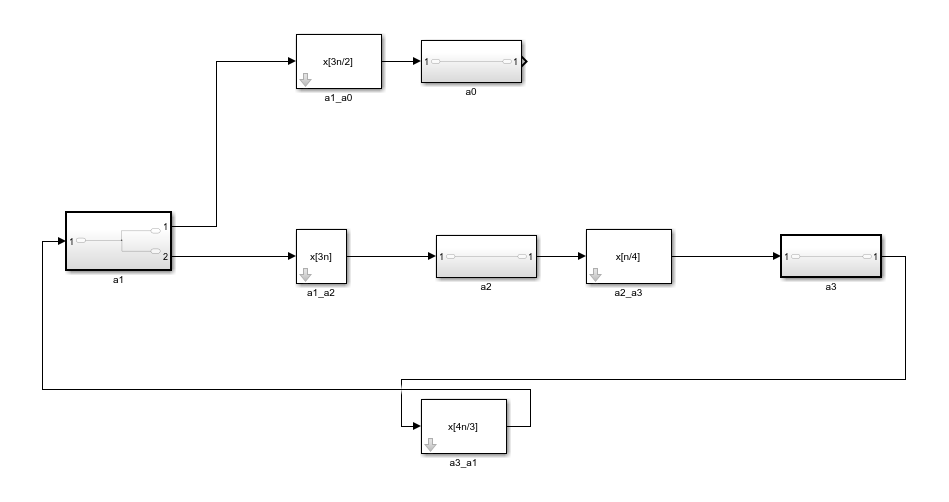 x[3n/2]
a1_a0
1 1
a0
1 1 2
a1
x[3n]
a1_a2
1 1
a2
x[n/4]
a2_a3
1 1
a3
x[4n/3]
a3_a1